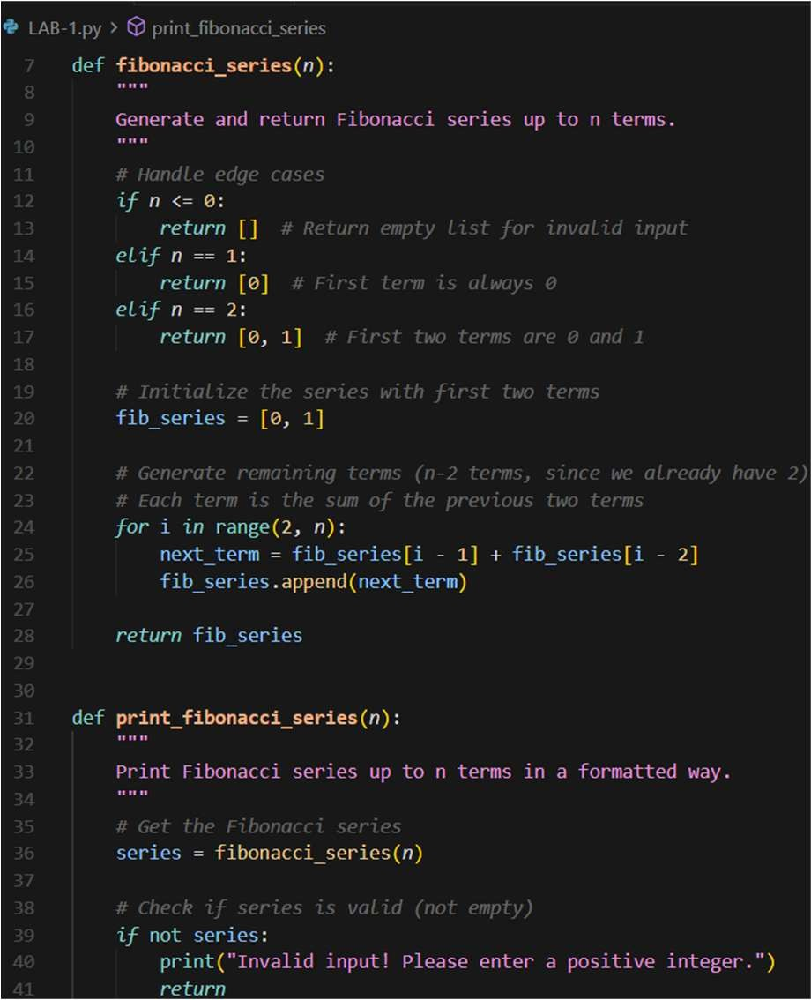 LAB-1.py > print_fibonacci_series
7 def fibonacci_series(n):
8     """
9     Generate and return Fibonacci series up to n terms.
10     """
11     # Handle edge cases
12     if n <= 0:
13         return []  # Return empty list for invalid input
14     elif n == 1:
15         return [0]  # First term is always 0
16     elif n == 2:
17         return [0, 1]  # First two terms are 0 and 1
18
19     # Initialize the series with first two terms
20     fib_series = [0, 1]
21
22     # Generate remaining terms (n-2 terms, since we already have 2)
23     # Each term is the sum of the previous two terms
24     for i in range(2, n):
25         next_term = fib_series[i - 1] + fib_series[i - 2]
26         fib_series.append(next_term)
27
28     return fib_series
29
30
31 def print_fibonacci_series(n):
32     """
33     Print Fibonacci series up to n terms in a formatted way.
34     """
35     # Get the Fibonacci series
36     series = fibonacci_series(n)
37
38     # Check if series is valid (not empty)
39     if not series:
40         print("Invalid input! Please enter a positive integer.")
41         return